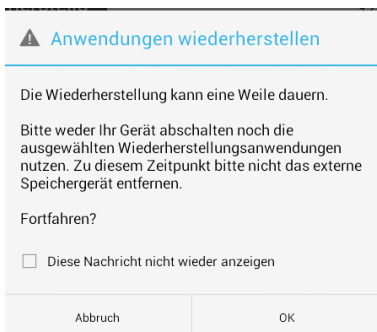 Anwendungen wiederherstellen
Die Wiederherstellung kann eine Weile dauern.
Bitte weder Ihr Gerät abschalten noch die
ausgewählten Wiederherstellungsanwendungen
nutzen. Zu diesem Zeitpunkt bitte nicht das externe
Speichergerät entfernen.
Fortfahren?
Diese Nachricht nicht wieder anzeigen
Abbruch
OK